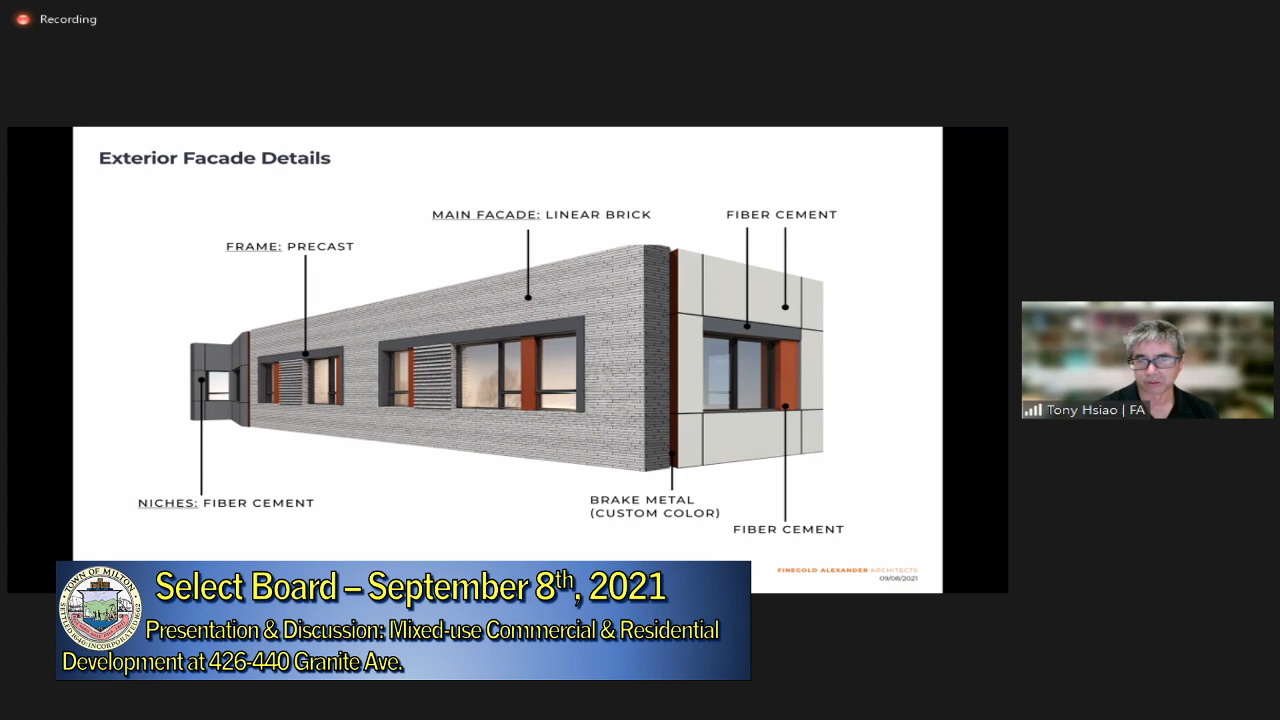 Recording
Exterior Facade Details
MAIN FACADE: LINEAR BRICK
FIBER CEMENT
FRAME: PRECAST
NICHES: FIBER CEMENT
BRAKE METAL
(CUSTOM COLOR)
FIBER CEMENT
FINEGOLD ALEXANDER ARCHITECTS
09/08/2021
Tony Hsiao | FA
TOWN OF MILTON
Select Board – September 8th, 2021
Presentation & Discussion: Mixed-use Commercial & Residential
Development at 426-440 Granite Ave.